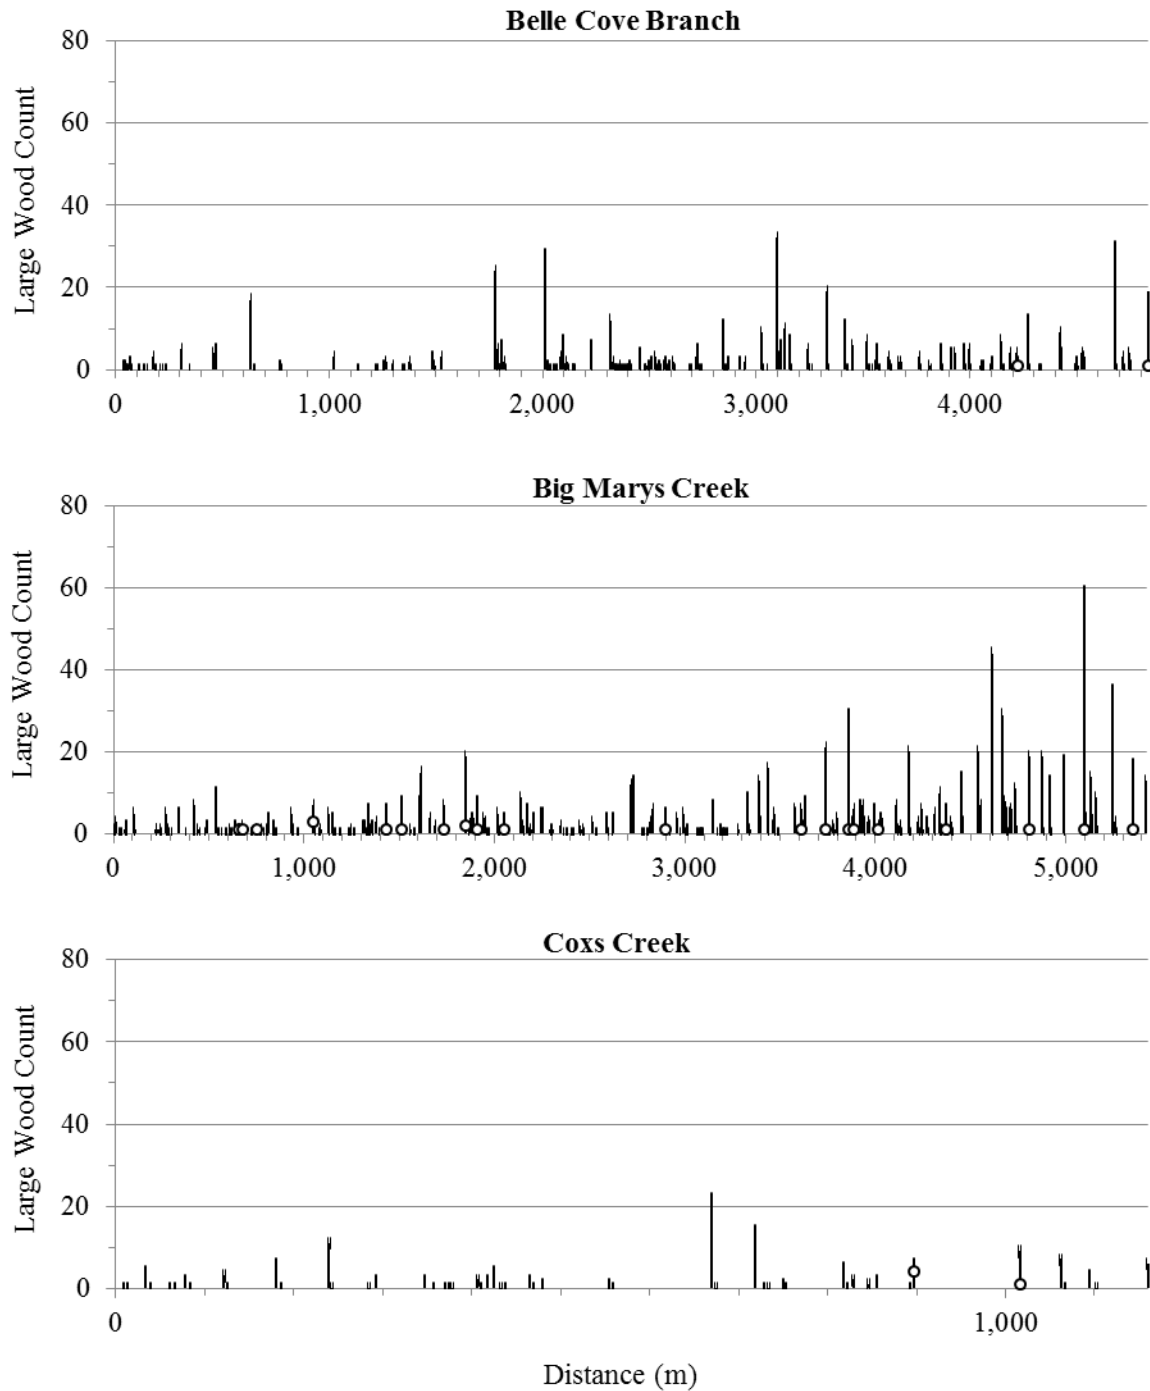 Belle Cove Branch
80
60
40
20
0
Large Wood Count
0 1,000 2,000 3,000 4,000
Big Marys Creek
80
60
40
20
0
Large Wood Count
0 1,000 2,000 3,000 4,000 5,000
Coxs Creek
80
60
40
20
0
Large Wood Count
0 1,000
Distance (m)